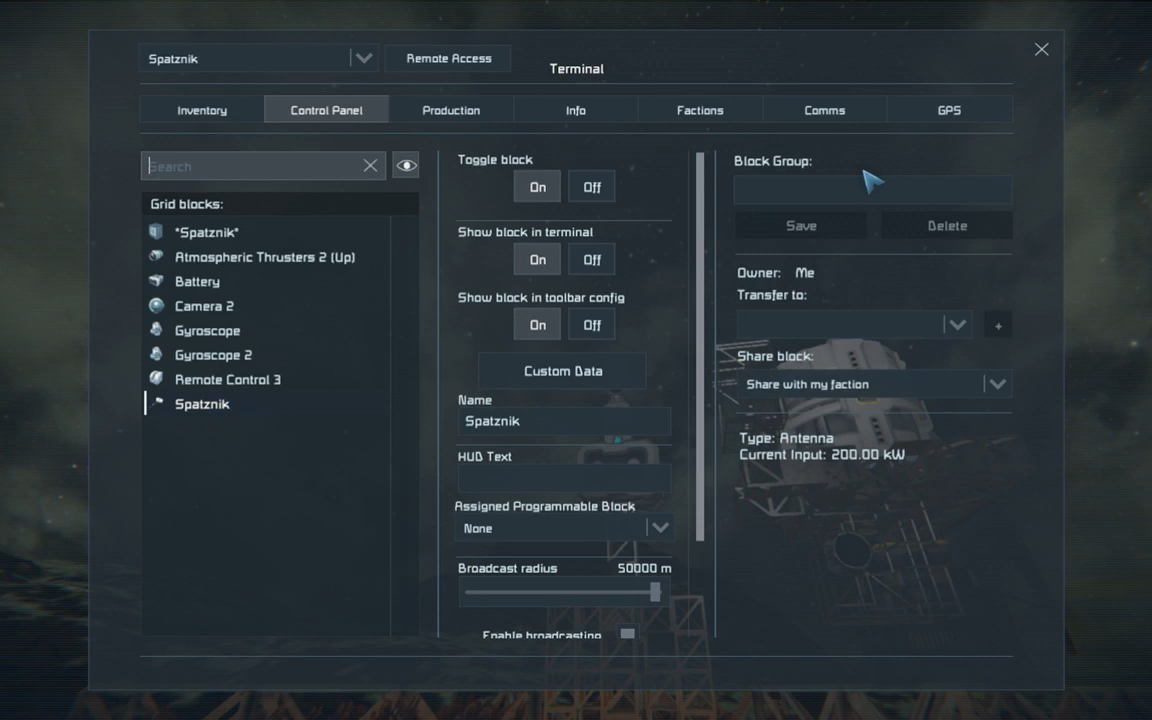 Spatznik
Remote Access
Terminal
Inventory
Control Panel
Production
Info
Factions
Comms
GPS
Search
Grid blocks:
*Spatznik*
Atmospheric Thrusters 2 (Up)
Battery
Camera 2
Gyroscope
Gyroscope 2
Remote Control 3
Spatznik
Toggle block
On Off
Show block in terminal
On Off
Show block in toolbar config
On Off
Custom Data
Name
Spatznik
HUD Text
Assigned Programmable Block
None
Broadcast radius 50000 m
Enable broadcasting
Block Group:
Save Delete
Owner: Me
Transfer to:
+
Share block:
Share with my faction
Type: Antenna
Current Input: 200.00 kW